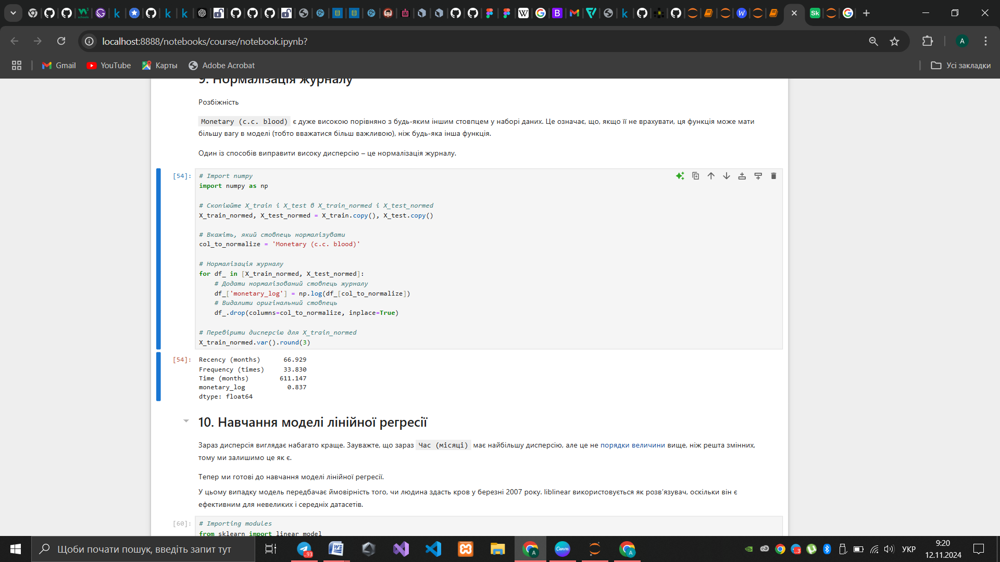 localhost:8888/notebooks/course/notebook.ipynb?
A
Gmail
YouTube
Карты
Adobe Acrobat
Усі закладки
9. Нормалізація журналу
Розбіжність
Monetary (c.c. blood) є дуже високою порівняно з будь-яким іншим стовпцем у наборі даних. Це означає, що, якщо її не врахувати, ця функція може мати
більшу вагу в моделі (тобто вважатися більш важливою), ніж будь-яка інша функція.
Один із способів виправити високу дисперсію – це нормалізація журналу.
[54]:
# Import numpy
import numpy as np
# Скопіюйте X_train і X_test в X_train_normed і X_test_normed
X_train_normed, X_test_normed = X_train.copy(), X_test.copy()
# Вкажіть, який стовпець нормалізувати
col_to_normalize = 'Monetary (c.c. blood)'
# Нормалізація журналу
for df_ in [X_train_normed, X_test_normed]:
# Додати нормалізований стовпець журналу
df_['monetary_log'] = np.log(df_[col_to_normalize])
# Видалити оригінальний стовпець
df_.drop(columns=col_to_normalize, inplace=True)
# Перевірити дисперсію для X_train_normed
X_train_normed.var().round(3)
[54]:
Recency (months) 66.929
Frequency (times) 33.830
Time (months) 611.147
monetary_log 0.837
dtype: float64
10. Навчання моделі лінійної регресії
Зараз дисперсія виглядає набагато краще. Зауважте, що зараз Час (місяці) має найбільшу дисперсію, але це не порядки величини вище, ніж решта змінних,
тому ми залишимо це як є.
Тепер ми готові до навчання моделі лінійної регресії.
У цьому випадку модель передбачає ймовірність того, чи людина здасть кров у березні 2007 року. liblinear використовується як розв'язувач, оскільки він є
ефективним для невеликих і середніх датасетів.
[60]:
# Importing modules
from sklearn import linear_model
Щоби почати пошук, введіть запит тут
УКР
9:20
12.11.2024